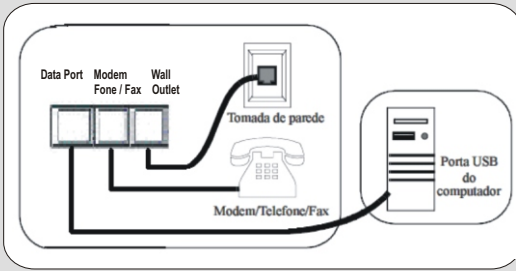 Data Port Modem Wall
Fone / Fax Outlet
Tomada de parede
Modem/Telefone/Fax
Porta USB
do
computador